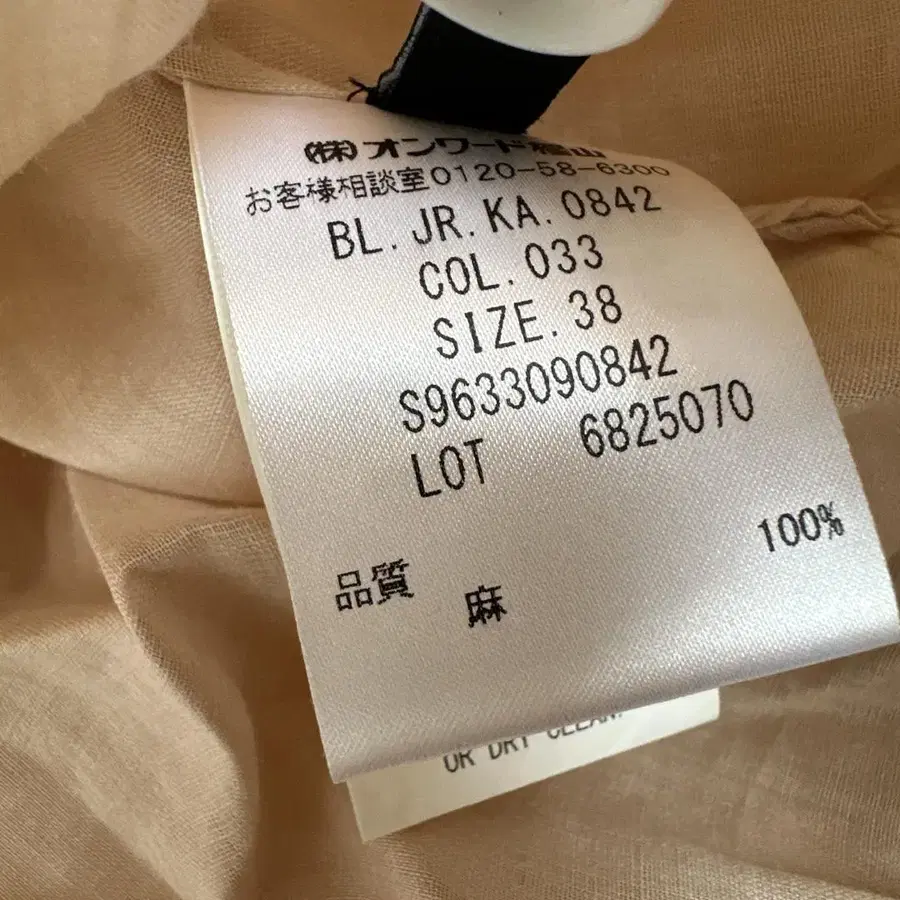 (株)オンワード樫山
お客様相談室0120-58-6300
BL.JR.KA.0842
COL.033
SIZE.38
S9633090842
LOT 6825070
品質 麻 100%
OR DRY CLEAN.